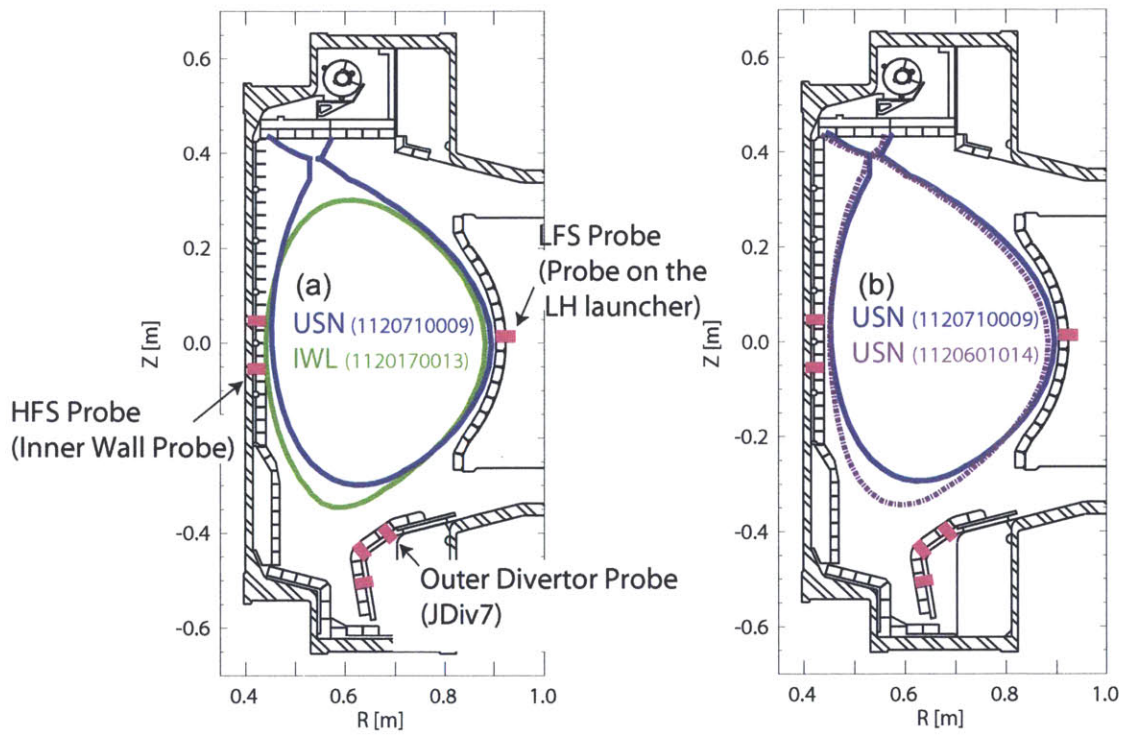 0.6
0.4
0.2
0.0
-0.2
-0.4
-0.6
Z [m]
0.4
0.6
0.8
1.0
R [m]
(a)
USN (1120710009)
IWL (1120170013)
LFS Probe
(Probe on the
LH launcher)
HFS Probe
(Inner Wall Probe)
Outer Divertor Probe
(JDiv7)
0.6
0.4
0.2
0.0
-0.2
-0.4
-0.6
Z [m]
0.4
0.6
0.8
1.0
R [m]
(b)
USN (1120710009)
USN (1120601014)